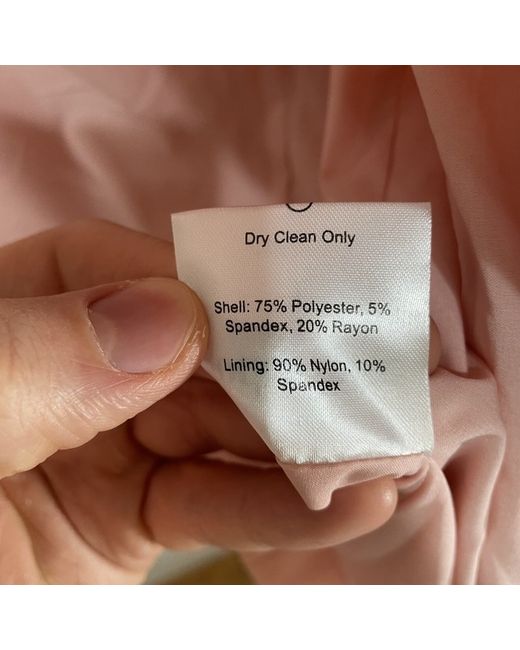 Dry Clean Only
Shell: 75% Polyester, 5%
Spandex, 20% Rayon
Lining: 90% Nylon, 10%
Spandex